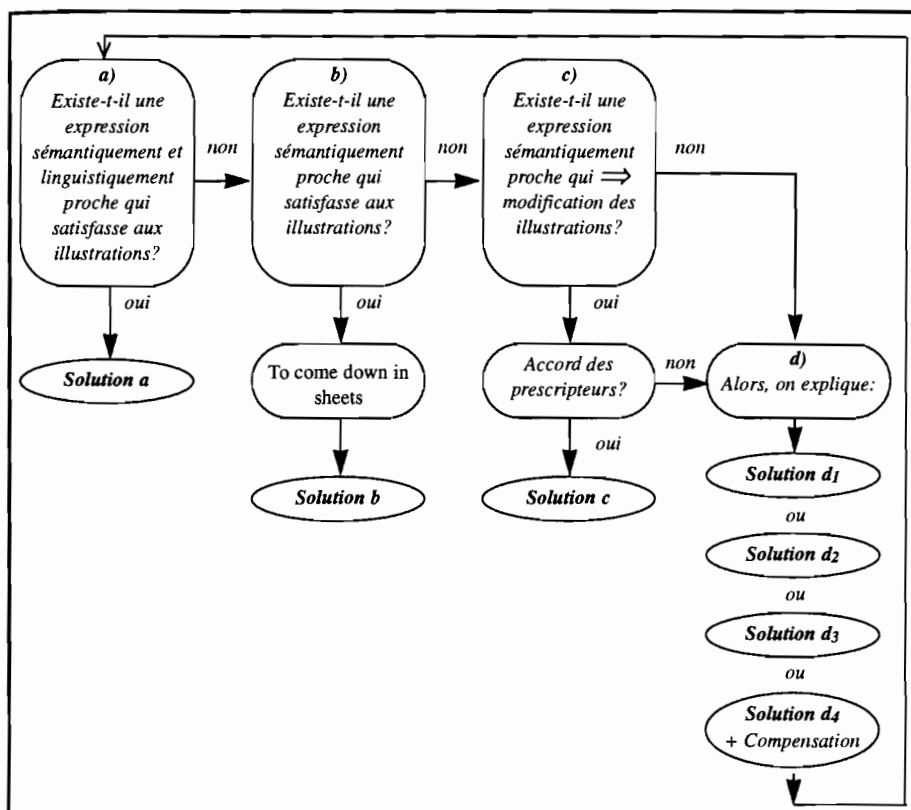 a)
Existe-t-il une
expression
sémantiquement et
linguistiquement
proche qui
satisfasse aux
illustrations?
non
oui
Solution a
b)
Existe-t-il une
expression
sémantiquement
proche qui
satisfasse aux
illustrations?
non
oui
To come down in
sheets
Solution b
c)
Existe-t-il une
expression
sémantiquement
proche qui ⇒
modification des
illustrations?
non
oui
Accord des
prescripteurs?
non
oui
Solution c
d)
Alors, on explique:
Solution d1
ou
Solution d2
ou
Solution d3
ou
Solution d4
+ Compensation